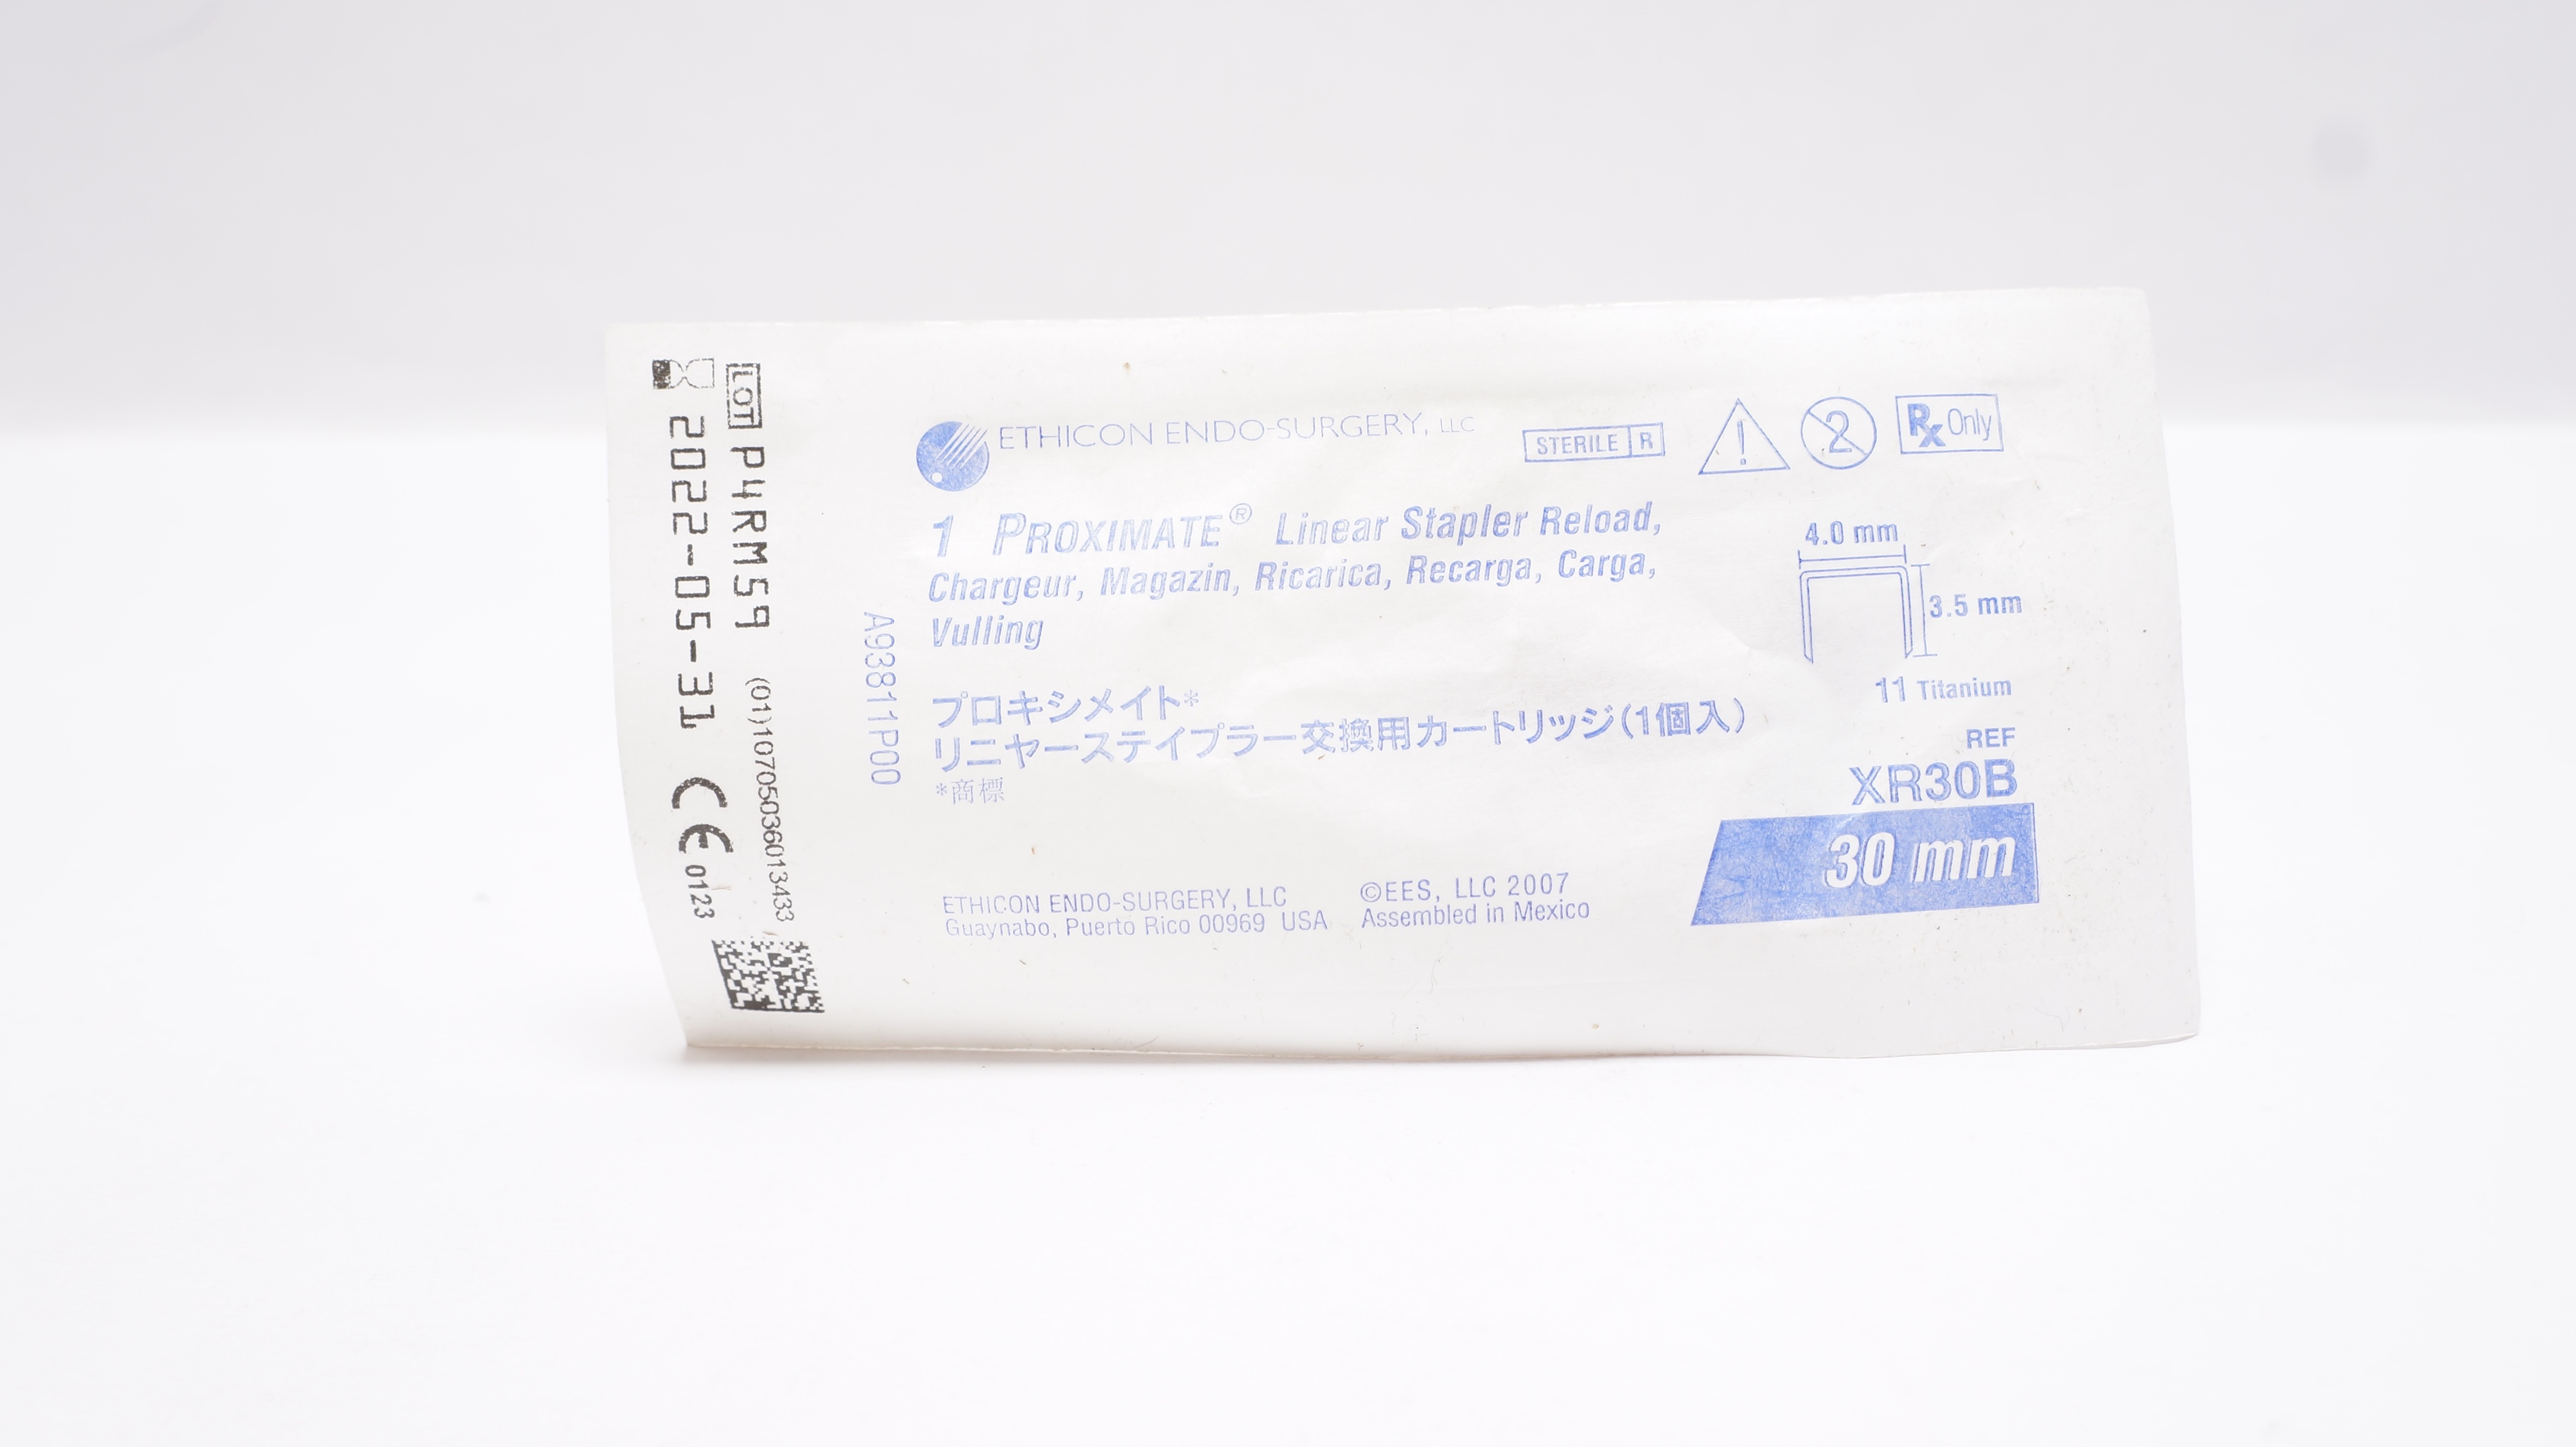 LOT P4RM59 (01)10705036013433
2022-05-31 CE 0123
A93811P00
ETHICON ENDO-SURGERY, LLC
STERILE R
2
Rx Only
1 PROXIMATE® Linear Stapler Reload,
Chargeur, Magazin, Ricarica, Recarga, Carga,
Vulling
プロキシメイト*
リニヤーステイプラー交換用カートリッジ(1個入)
*商標
4.0 mm
3.5 mm
11 Titanium
REF
XR30B
30 mm
ETHICON ENDO-SURGERY, LLC
Guaynabo, Puerto Rico 00969 USA
©EES, LLC 2007
Assembled in Mexico